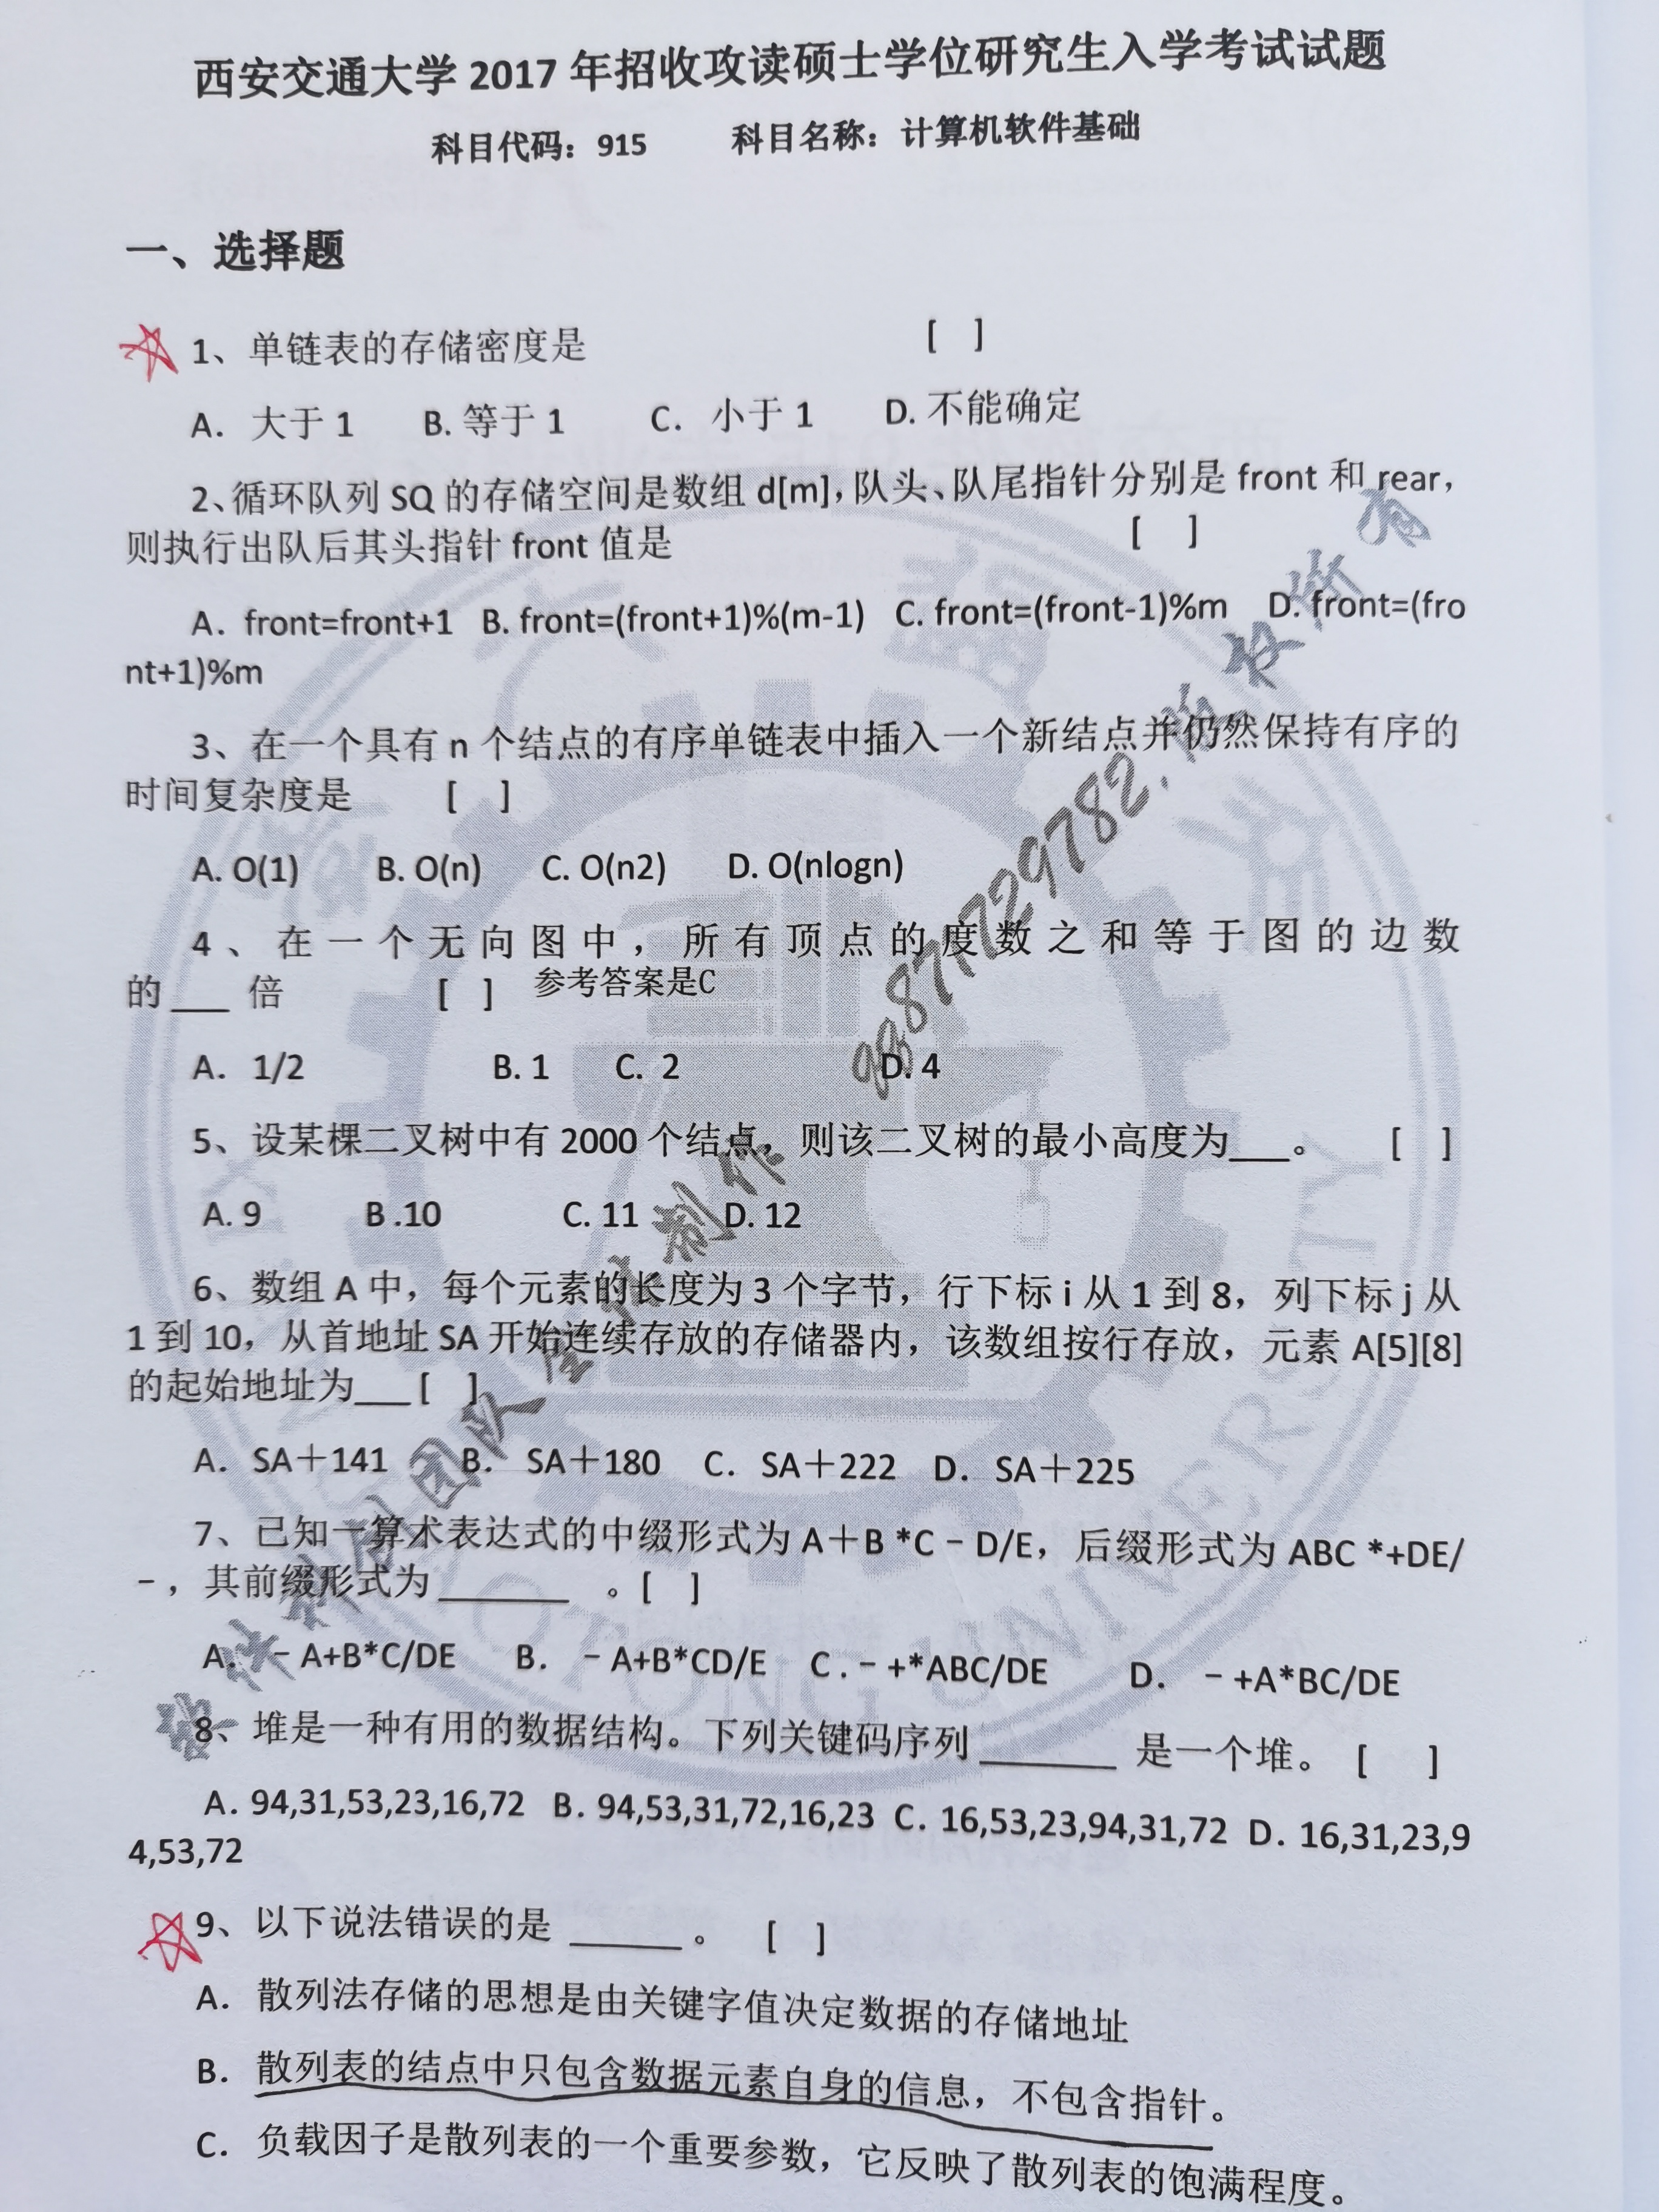 西安交通大学 2017 年招收攻读硕士学位研究生入学考试试题
科目代码：915 科目名称：计算机软件基础
一、选择题
1、单链表的存储密度是 [ ]
A. 大于 1 B. 等于 1 C. 小于 1 D. 不能确定
2、循环队列 SQ 的存储空间是数组 d[m]，队头、队尾指针分别是 front 和 rear，
则执行出队后其头指针 front 值是 [ ]
A. front=front+1 B. front=(front+1)%(m-1) C. front=(front-1)%m D. front=(fro
nt+1)%m
3、在一个具有 n 个结点的有序单链表中插入一个新结点并仍然保持有序的
时间复杂度是 [ ]
A. O(1) B. O(n) C. O(n2) D. O(nlogn)
4、在一个无向图中，所有顶点的度数之和等于图的边数
的___ 倍 [ ] 参考答案是C
A. 1/2 B. 1 C. 2 D. 4
5、设某棵二叉树中有 2000 个结点，则该二叉树的最小高度为___。 [ ]
A. 9 B .10 C. 11 D. 12
6、数组 A 中，每个元素的长度为 3 个字节，行下标 i 从 1 到 8，列下标 j 从
1 到 10，从首地址 SA 开始连续存放的存储器内，该数组按行存放，元素 A[5][8]
的起始地址为___ [ ]
A. SA＋141 B. SA＋180 C. SA＋222 D. SA＋225
7、已知一算术表达式的中缀形式为 A＋B *C－D/E，后缀形式为 ABC *+DE/
－，其前缀形式为_______ 。[ ]
A. －A+B*C/DE B. －A+B*CD/E C .－+*ABC/DE D. －+A*BC/DE
8、堆是一种有用的数据结构。下列关键码序列_______ 是一个堆。 [ ]
A. 94,31,53,23,16,72 B. 94,53,31,72,16,23 C. 16,53,23,94,31,72 D. 16,31,23,9
4,53,72
9、以下说法错误的是 ______ 。 [ ]
A. 散列法存储的思想是由关键字值决定数据的存储地址
B. 散列表的结点中只包含数据元素自身的信息，不包含指针。
C. 负载因子是散列表的一个重要参数，它反映了散列表的饱满程度。